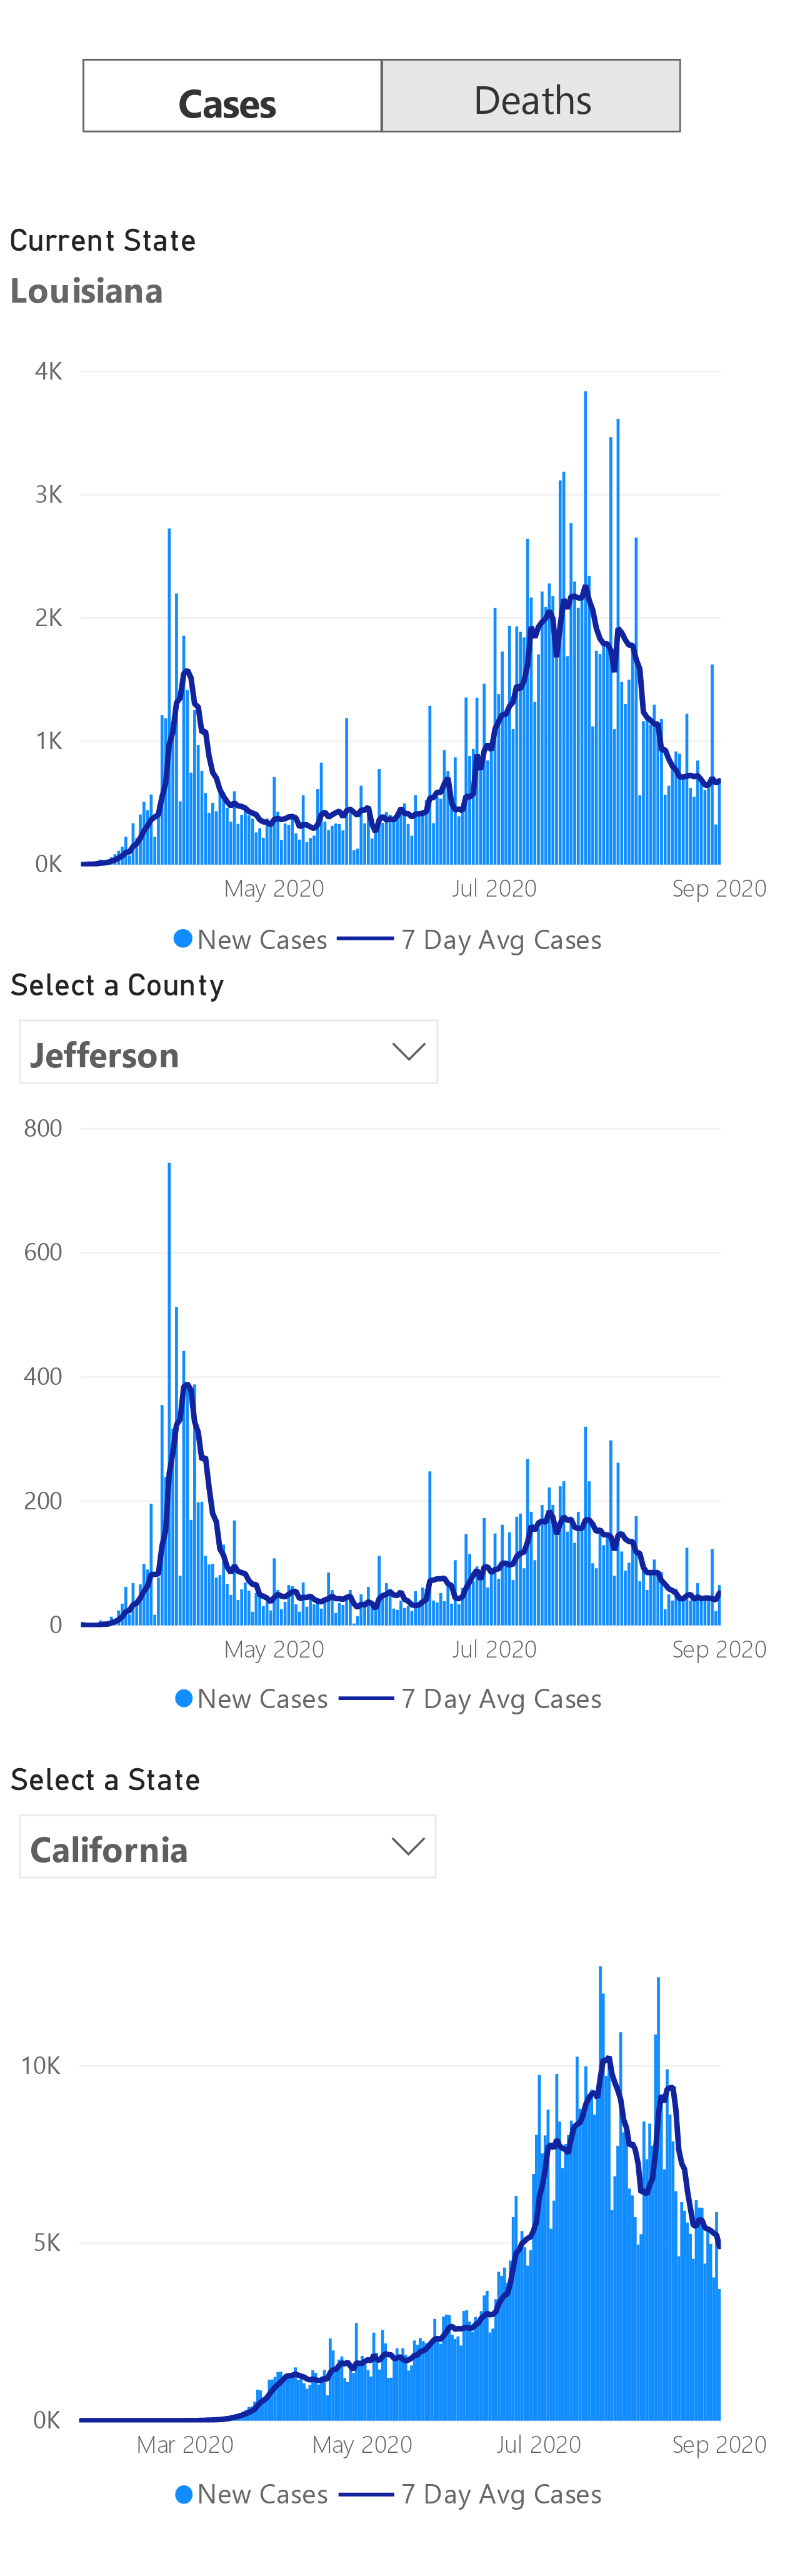 Cases Deaths
Current State
Louisiana
4K
3K
2K
1K
0K
May 2020 Jul 2020 Sep 2020
New Cases 7 Day Avg Cases
Select a County
Jefferson
800
600
400
200
0
May 2020 Jul 2020 Sep 2020
New Cases 7 Day Avg Cases
Select a State
California
10K
5K
0K
Mar 2020 May 2020 Jul 2020 Sep 2020
New Cases 7 Day Avg Cases